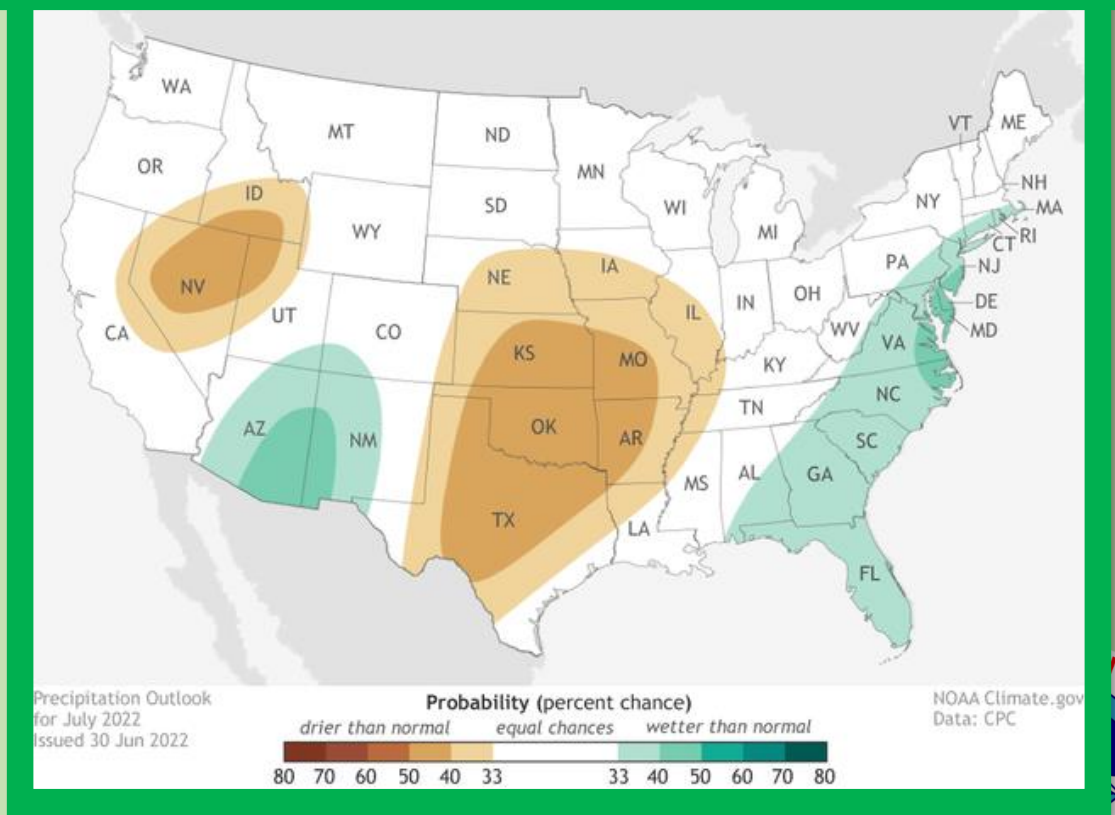 WA
VT
ME
MT
ND
OR
MN
ID
NH
SD
WI
NY
MA
WY
MI
RI
CT
PA
NE
IA
NJ
NV
IN
OH
DE
UT
IL
CA
CO
WV
MD
VA
KS
MO
KY
NC
TN
AZ
NM
OK
AR
SC
MS
AL
GA
TX
LA
FL
Precipitation Outlook
for July 2022
Issued 30 Jun 2022
Probability (percent chance)
drier than normal equal chances wetter than normal
80 70 60 50 40 33 33 40 50 60 70 80
NOAA Climate.gov
Data: CPC